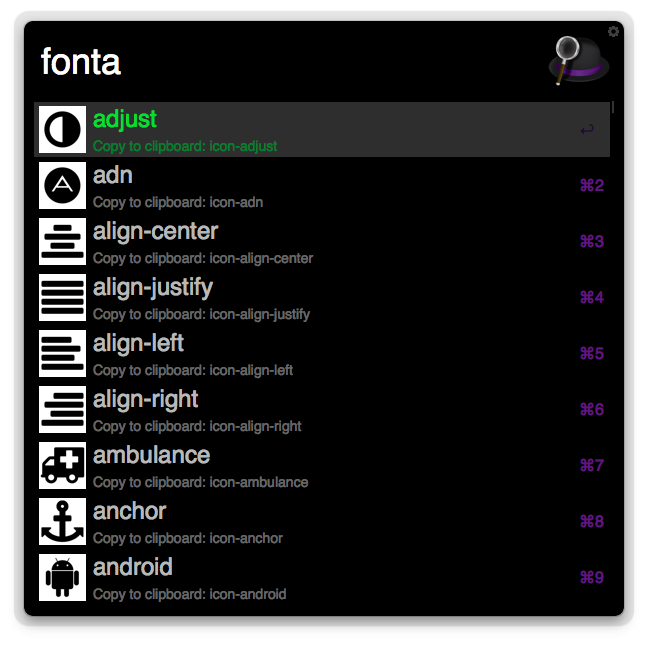 fonta
adjust
Copy to clipboard: icon-adjust
↩
adn
Copy to clipboard: icon-adn
⌘2
align-center
Copy to clipboard: icon-align-center
⌘3
align-justify
Copy to clipboard: icon-align-justify
⌘4
align-left
Copy to clipboard: icon-align-left
⌘5
align-right
Copy to clipboard: icon-align-right
⌘6
ambulance
Copy to clipboard: icon-ambulance
⌘7
anchor
Copy to clipboard: icon-anchor
⌘8
android
Copy to clipboard: icon-android
⌘9